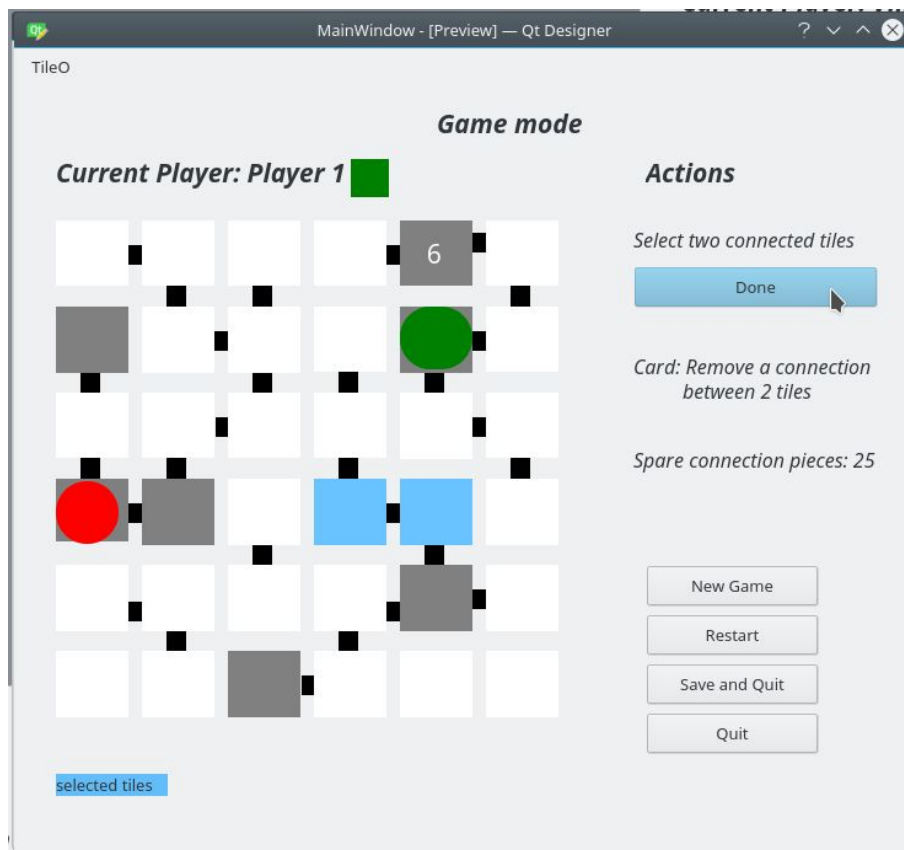 MainWindow - [Preview] — Qt Designer
TileO
Game mode
Current Player: Player 1
Actions
6
Select two connected tiles
Done
Card: Remove a connection
between 2 tiles
Spare connection pieces: 25
New Game
Restart
Save and Quit
Quit
selected tiles